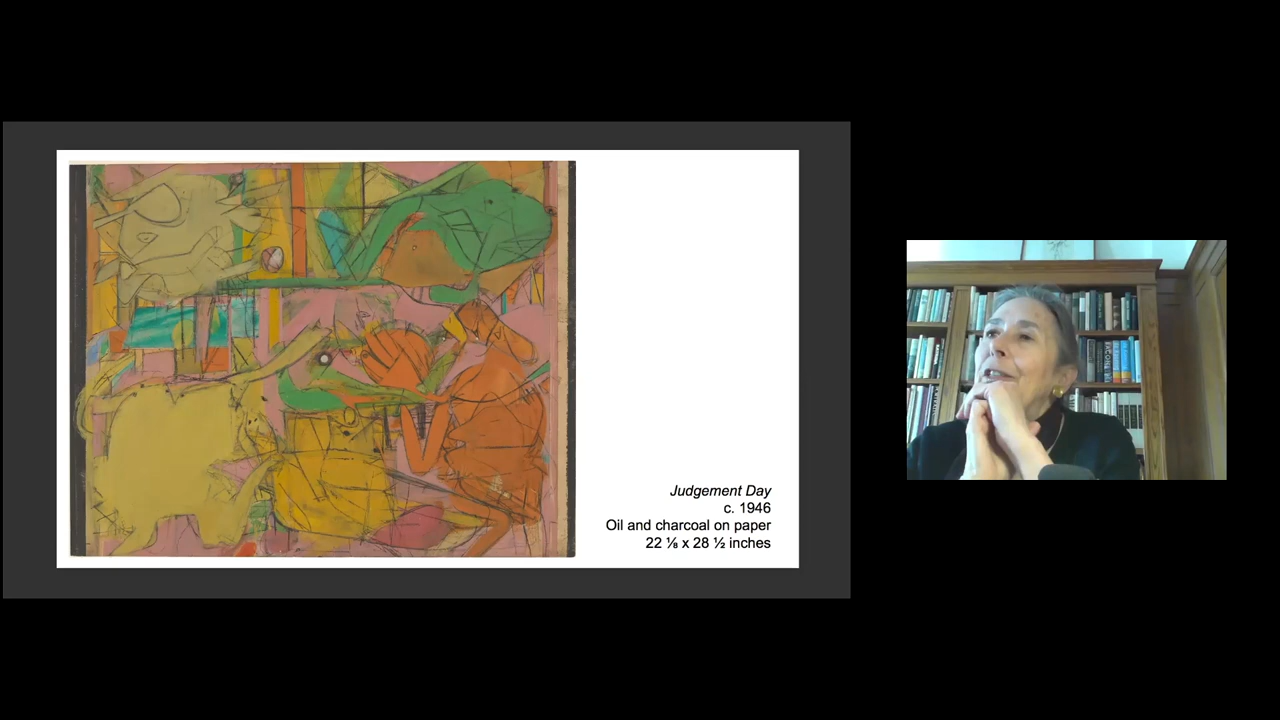 Judgement Day
c. 1946
Oil and charcoal on paper
22 ⅛ x 28 ½ inches